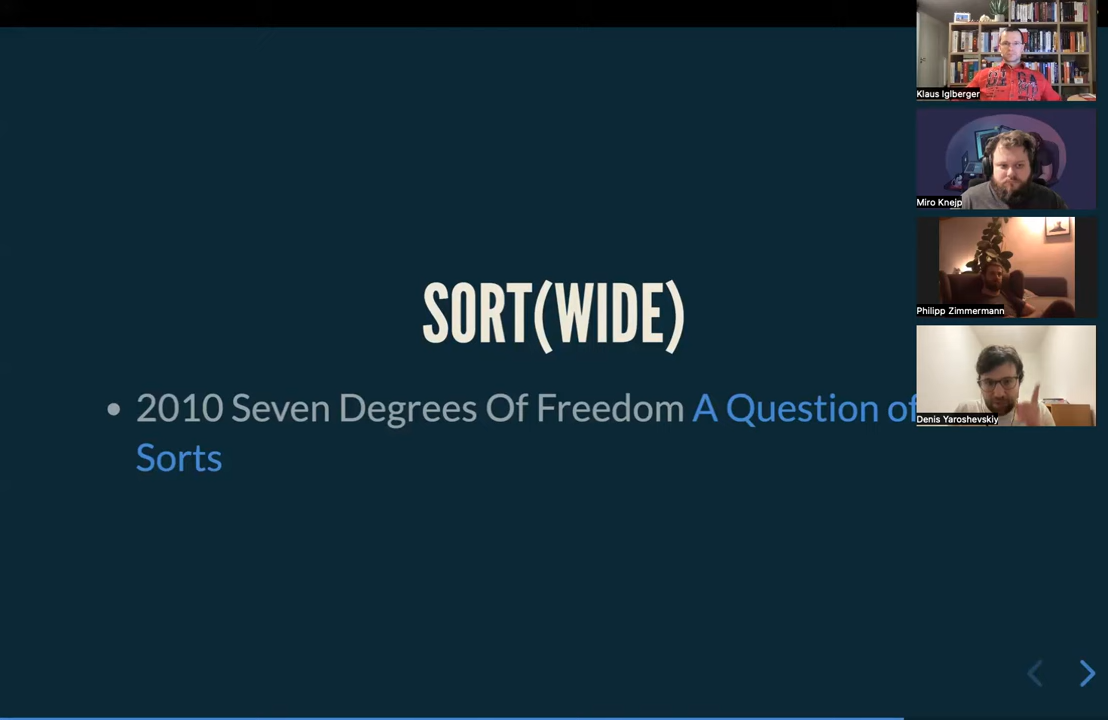 SORT(WIDE)
2010 Seven Degrees Of Freedom A Question of
Sorts
Klaus Iglberger
Miro Knejp
Philipp Zimmermann
Denis Yaroshevskiy